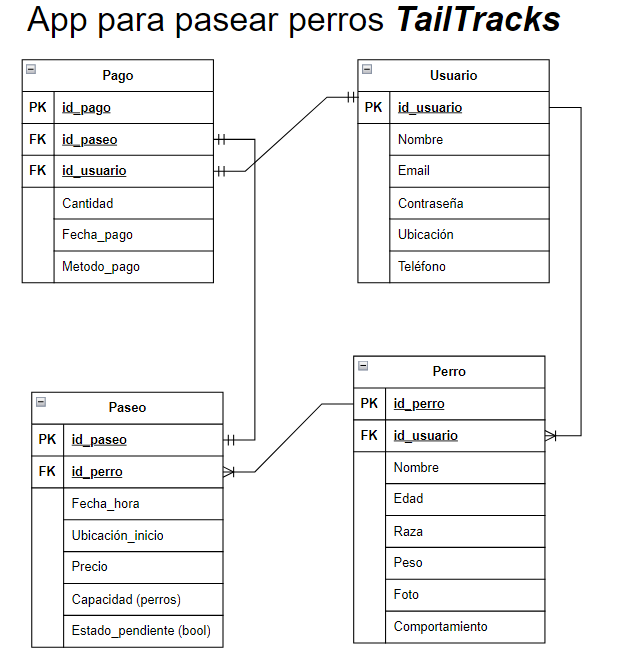 App para pasear perros TailTracks
Pago
PK id_pago
FK id_paseo
FK id_usuario
Cantidad
Fecha_pago
Metodo_pago
Usuario
PK id_usuario
Nombre
Email
Contraseña
Ubicación
Teléfono
Paseo
PK id_paseo
FK id_perro
Fecha_hora
Ubicación_inicio
Precio
Capacidad (perros)
Estado_pendiente (bool)
Perro
PK id_perro
FK id_usuario
Nombre
Edad
Raza
Peso
Foto
Comportamiento